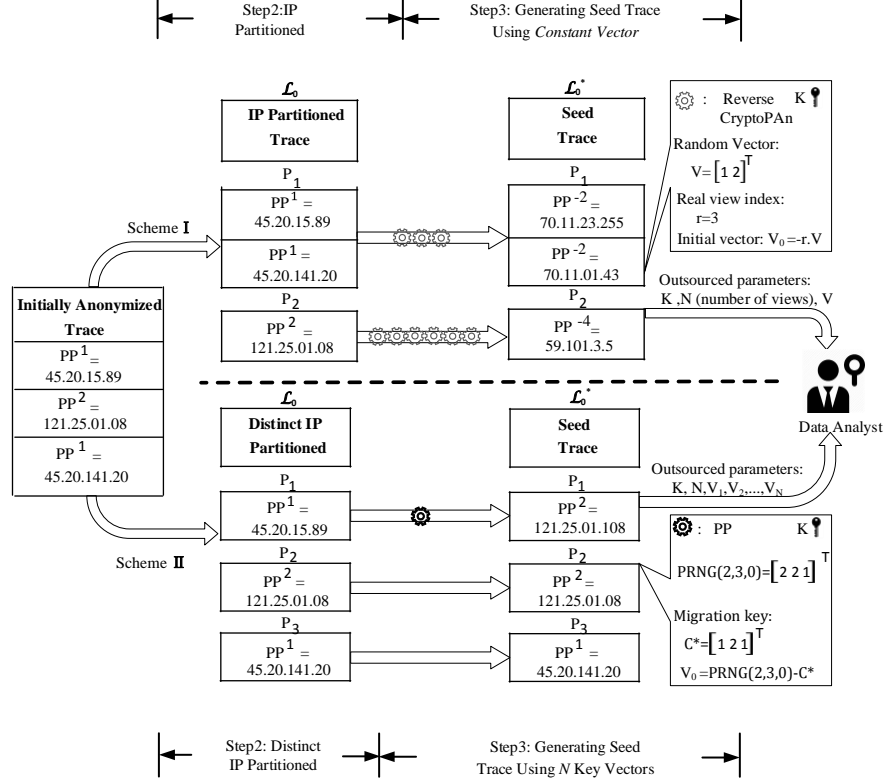 Step2:IP
Partitioned
Step3: Generating Seed Trace
Using Constant Vector
ℒ₀
IP Partitioned
Trace
ℒ₀*
Seed
Trace
: Reverse K
CryptoPAn
Random Vector:
V=[1 2]ᵀ
Real view index:
r=3
Initial vector: V₀=-r.V
P₁
PP¹ =
45.20.15.89
PP¹ =
45.20.141.20
P₁
PP⁻² =
70.11.23.255
PP⁻² =
70.11.01.43
Scheme I
P₂
PP² =
121.25.01.08
P₂
PP⁻⁴ =
59.101.3.5
Outsourced parameters:
K ,N (number of views), V
Initially Anonymized
Trace
PP¹ =
45.20.15.89
PP² =
121.25.01.08
PP¹ =
45.20.141.20
Data Analyst
ℒ₀
Distinct IP
Partitioned
ℒ₀*
Seed
Trace
Outsourced parameters:
K, N,V₁,V₂,...,V_N
P₁
PP¹ =
45.20.15.89
P₁
PP² =
121.25.01.108
Scheme II
P₂
PP² =
121.25.01.08
P₂
PP² =
121.25.01.08
P₃
PP¹ =
45.20.141.20
P₃
PP¹ =
45.20.141.20
: PP K
PRNG(2,3,0)=[2 2 1]ᵀ
Migration key:
C*=[1 2 1]ᵀ
V₀=PRNG(2,3,0)-C*
Step2: Distinct
IP Partitioned
Step3: Generating Seed
Trace Using N Key Vectors